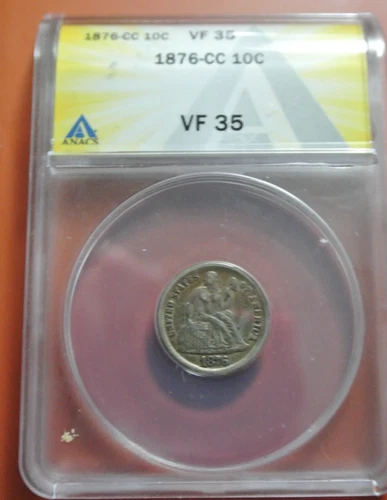 1876-CC 10C VF 35
1876-CC 10C
VF 35
ANACS
UNITED STATES OF AMERICA
1876